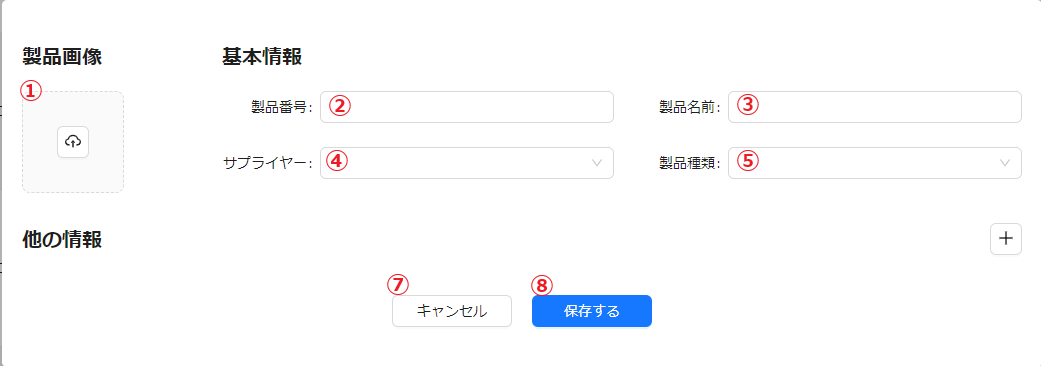 製品画像
基本情報
①
製品番号: ②
製品名前: ③
サプライヤー: ④
製品種類: ⑤
他の情報
+
⑦
キャンセル
⑧
保存する